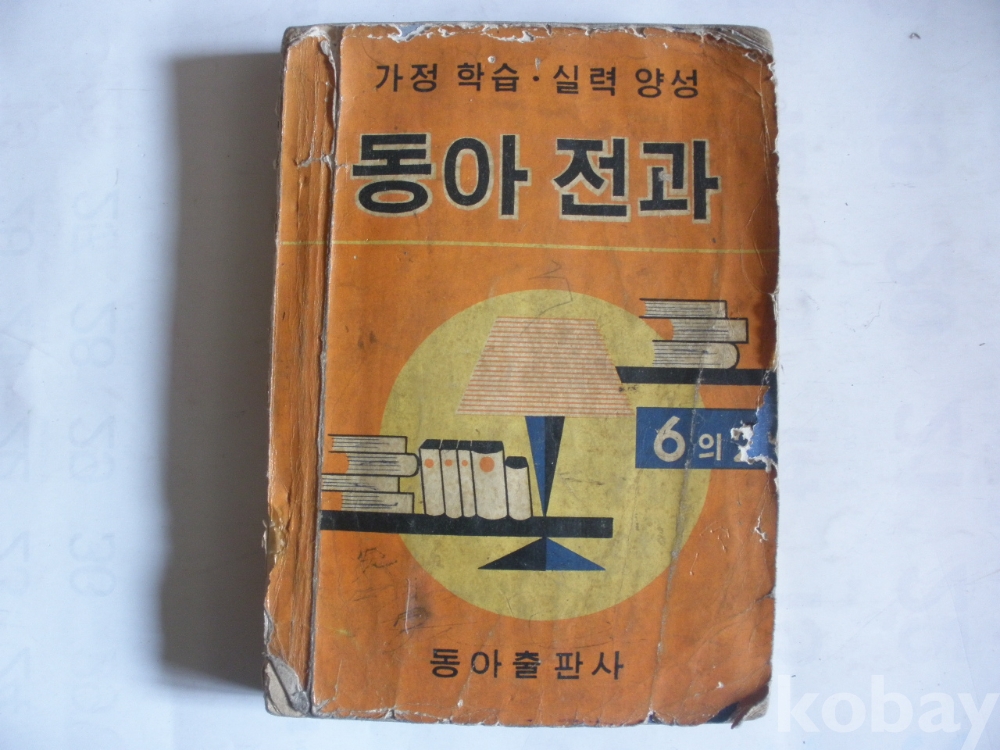 가정 학습 · 실력 양성
동아 전과
6의
동아출판사
kobay